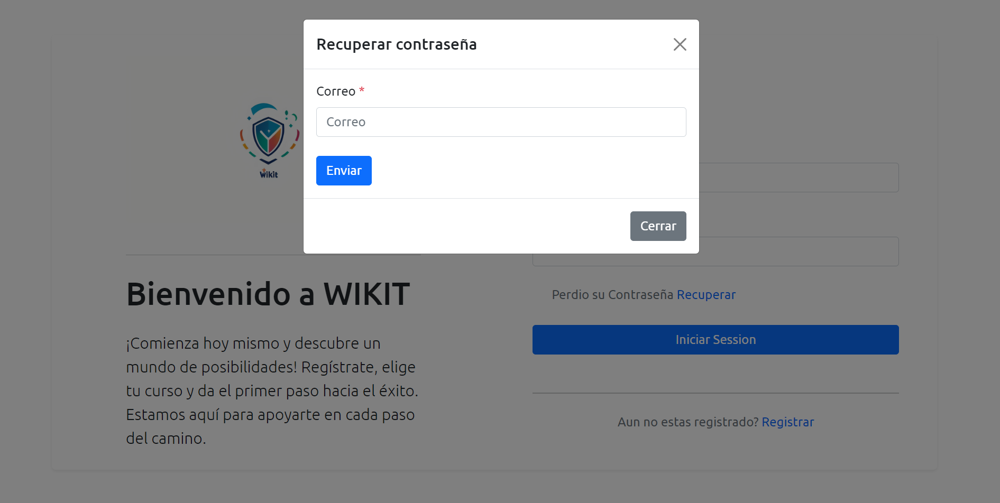 Recuperar contraseña
Correo *
Correo
Enviar
Cerrar
Wikit
Bienvenido a WIKIT
¡Comienza hoy mismo y descubre un
mundo de posibilidades! Regístrate, elige
tu curso y da el primer paso hacia el éxito.
Estamos aquí para apoyarte en cada paso
del camino.
Perdio su Contraseña Recuperar
Iniciar Session
Aun no estas registrado? Registrar